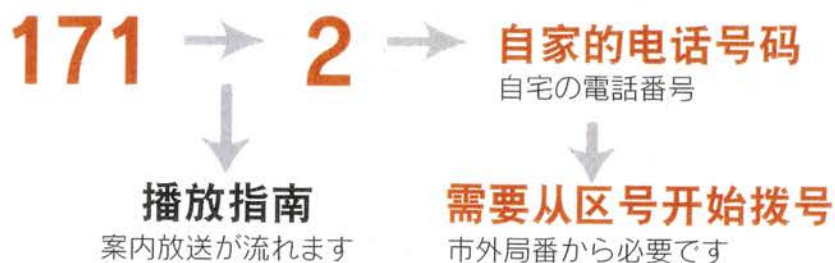 171 → 2 → 自家的电话号码
自宅の電話番号
播放指南
案内放送が流れます
需要从区号开始拨号
市外局番から必要です